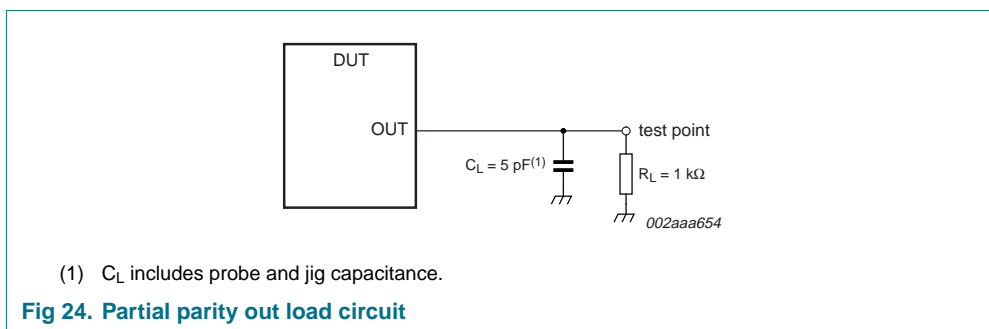 DUT
OUT
test point
C_L = 5 pF(1)
R_L = 1 kΩ
002aaa654
(1) C_L includes probe and jig capacitance.
Fig 24. Partial parity out load circuit